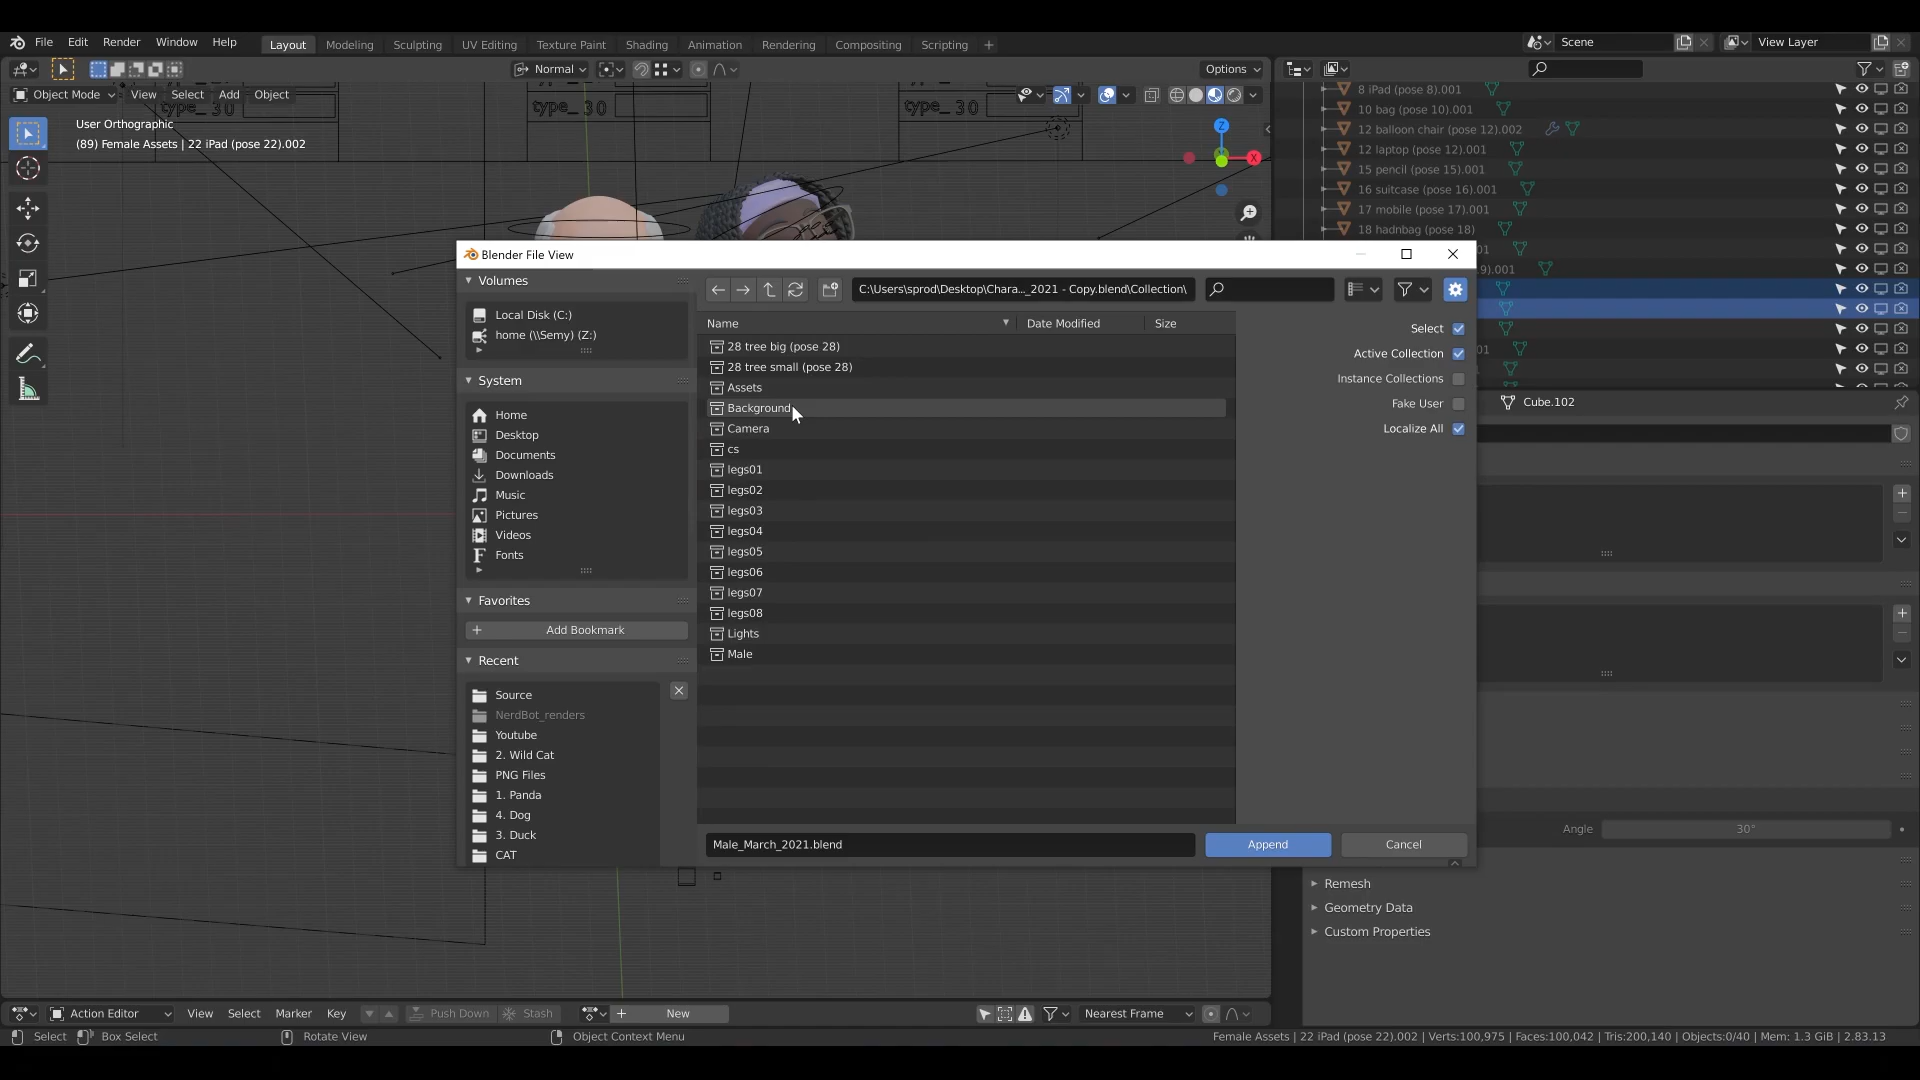 File Edit Render Window Help Layout Modeling Sculpting UV Editing Texture Paint Shading Animation Rendering Compositing Scripting + Scene View Layer
Normal Options
Object Mode View Select Add Object
type_30 type_30 type_30
User Orthographic
(89) Female Assets | 22 iPad (pose 22).002
Z
X
8 iPad (pose 8).001
10 bag (pose 10).001
12 balloon chair (pose 12).002
12 laptop (pose 12).001
15 pencil (pose 15).001
16 suitcase (pose 16).001
17 mobile (pose 17).001
18 hadnbag (pose 18)
01
.9).001
01
Cube.102
Blender File View
Volumes
Local Disk (C:)
home (\\Semy) (Z:)
System
Home
Desktop
Documents
Downloads
Music
Pictures
Videos
Fonts
Favorites
+ Add Bookmark
Recent
Source
NerdBot_renders
Youtube
2. Wild Cat
PNG Files
1. Panda
4. Dog
3. Duck
CAT
C:\Users\sprod\Desktop\Chara..._2021 - Copy.blend\Collection\
Name Date Modified Size
28 tree big (pose 28)
28 tree small (pose 28)
Assets
Background
Camera
cs
legs01
legs02
legs03
legs04
legs05
legs06
legs07
legs08
Lights
Male
Select
Active Collection
Instance Collections
Fake User
Localize All
Male_March_2021.blend Append Cancel
Angle 30°
Remesh
Geometry Data
Custom Properties
Action Editor View Select Marker Key Push Down Stash + New Nearest Frame
Select Box Select Rotate View Object Context Menu Female Assets | 22 iPad (pose 22).002 | Verts:100,975 | Faces:100,042 | Tris:200,140 | Objects:0/40 | Mem: 1.3 GiB | 2.83.13